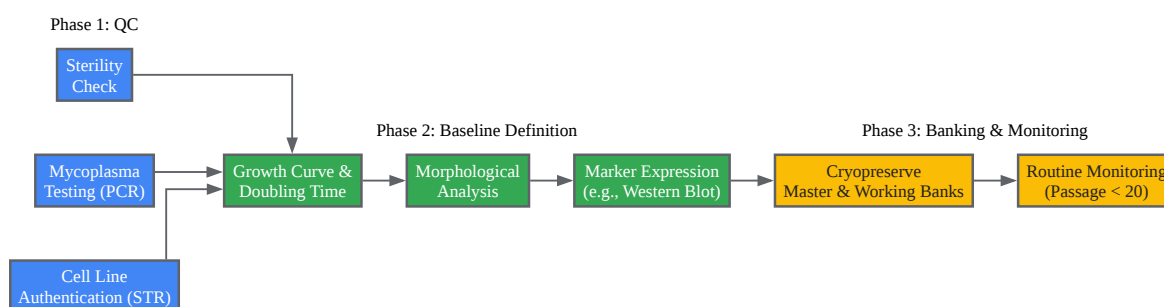 Phase 1: QC
Sterility
Check
Mycoplasma
Testing (PCR)
Cell Line
Authentication (STR)
Phase 2: Baseline Definition
Growth Curve &
Doubling Time
Morphological
Analysis
Marker Expression
(e.g., Western Blot)
Phase 3: Banking & Monitoring
Cryopreserve
Master & Working Banks
Routine Monitoring
(Passage < 20)